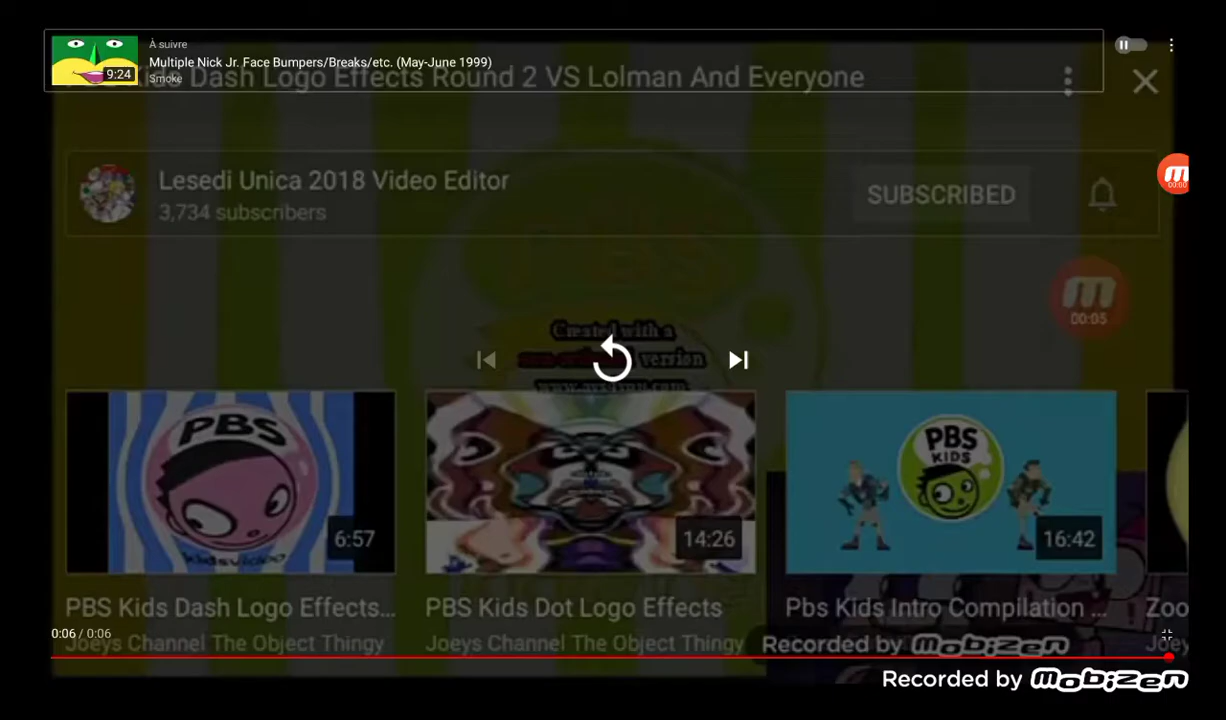 À suivre
Multiple Nick Jr. Face Bumpers/Breaks/etc. (May-June 1999)
9:24
Smoke
Kids Dash Logo Effects Round 2 VS Lolman And Everyone
Lesedi Unica 2018 Video Editor
3,734 subscribers
SUBSCRIBED
00:00
00:05
Created with a
version
PBS
6:57
14:26
PBS
KIDS
16:42
PBS Kids Dash Logo Effects...
PBS Kids Dot Logo Effects
Pbs Kids Intro Compilation ...
Zoo
0:06 / 0:06
Joeys Channel The Object Thingy
Joeys Channel The Object Thingy
Joey
Recorded by Mobizen
Recorded by Mobizen